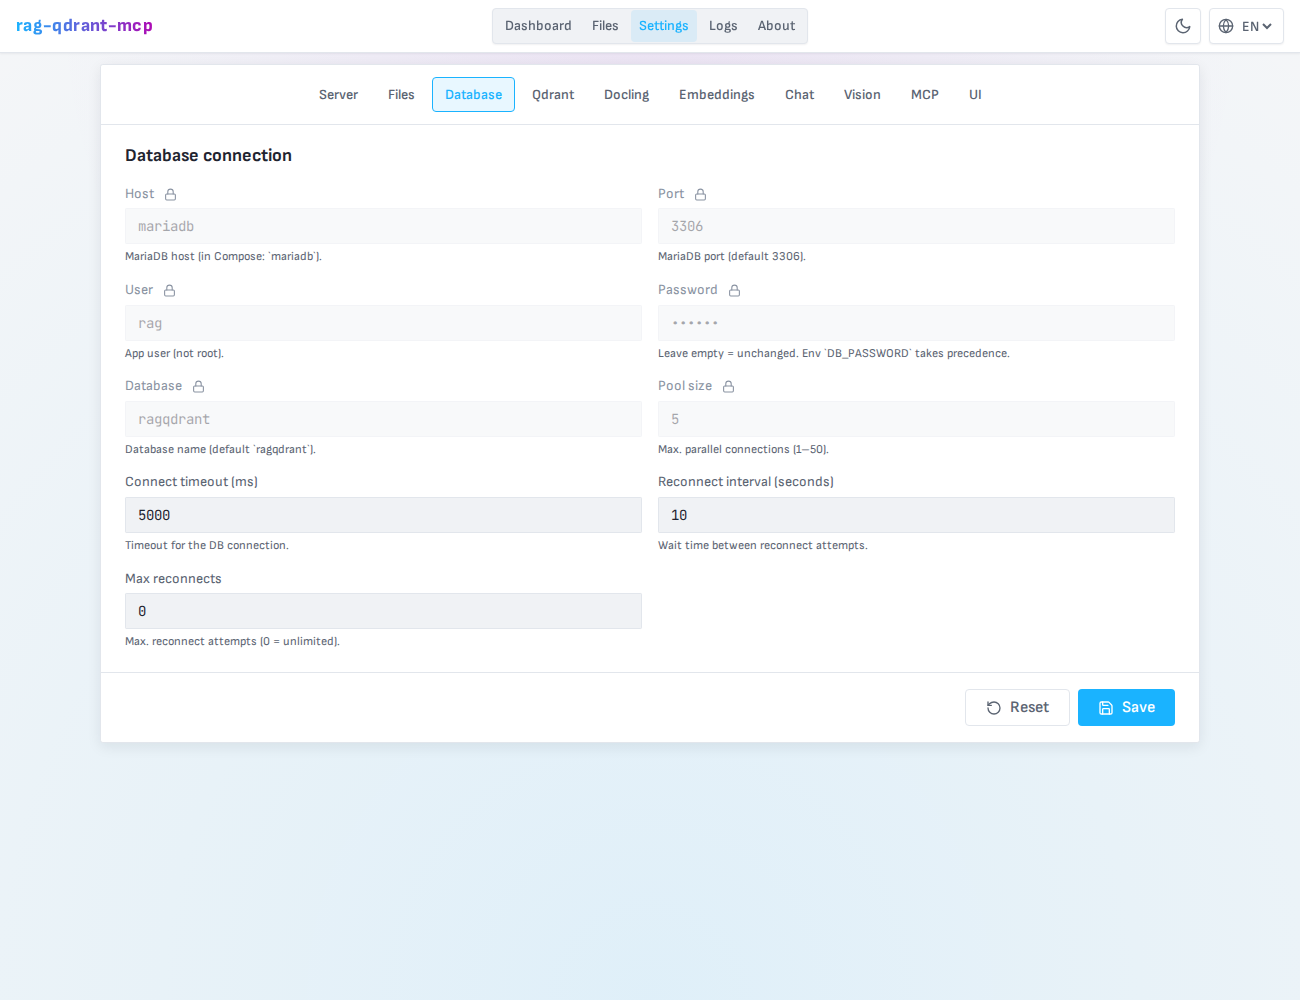 rag-qdrant-mcp
Dashboard Files Settings Logs About
EN
Server Files Database Qdrant Docling Embeddings Chat Vision MCP UI
Database connection
Host Port
mariadb 3306
MariaDB host (in Compose: `mariadb`). MariaDB port (default 3306).
User Password
rag ••••••
App user (not root). Leave empty = unchanged. Env `DB_PASSWORD` takes precedence.
Database Pool size
ragqdrant 5
Database name (default `ragqdrant`). Max. parallel connections (1–50).
Connect timeout (ms) Reconnect interval (seconds)
5000 10
Timeout for the DB connection. Wait time between reconnect attempts.
Max reconnects
0
Max. reconnect attempts (0 = unlimited).
Reset Save